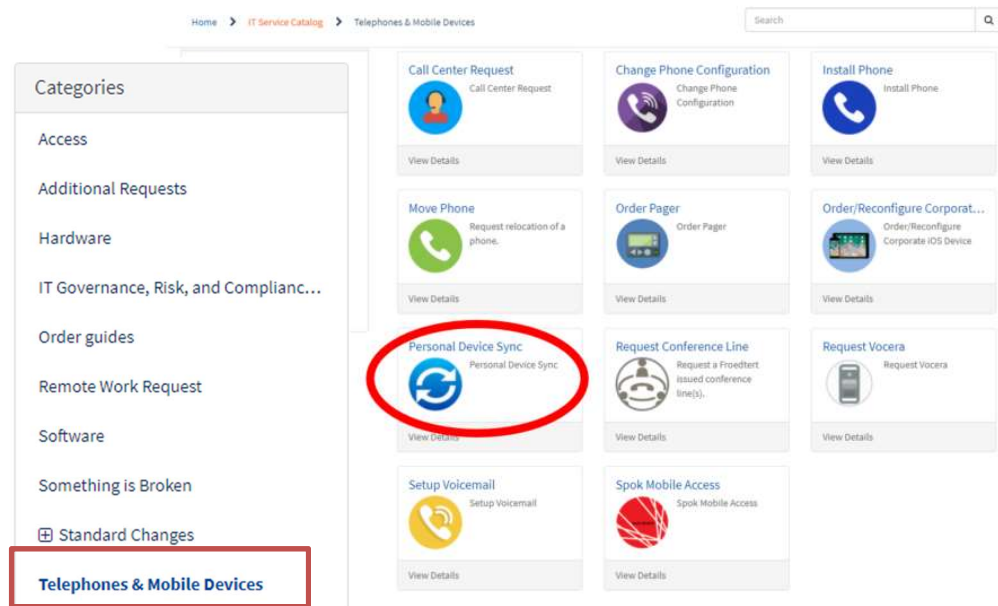 Home > IT Service Catalog > Telephones & Mobile Devices
Search
Categories
Access
Additional Requests
Hardware
IT Governance, Risk, and Complianc...
Order guides
Remote Work Request
Software
Something is Broken
Standard Changes
Telephones & Mobile Devices
Call Center Request
Call Center Request
View Details
Change Phone Configuration
Change Phone
Configuration
View Details
Install Phone
Install Phone
View Details
Move Phone
Request relocation of a
phone.
View Details
Order Pager
Order Pager
View Details
Order/Reconfigure Corporat...
Order/Reconfigure
Corporate iOS Device
View Details
Personal Device Sync
Personal Device Sync
View Details
Request Conference Line
Request a Froedtert
issued conference
line(s).
View Details
Request Vocera
Request Vocera
View Details
Setup Voicemail
Setup Voicemail
View Details
Spok Mobile Access
Spok Mobile Access
View Details